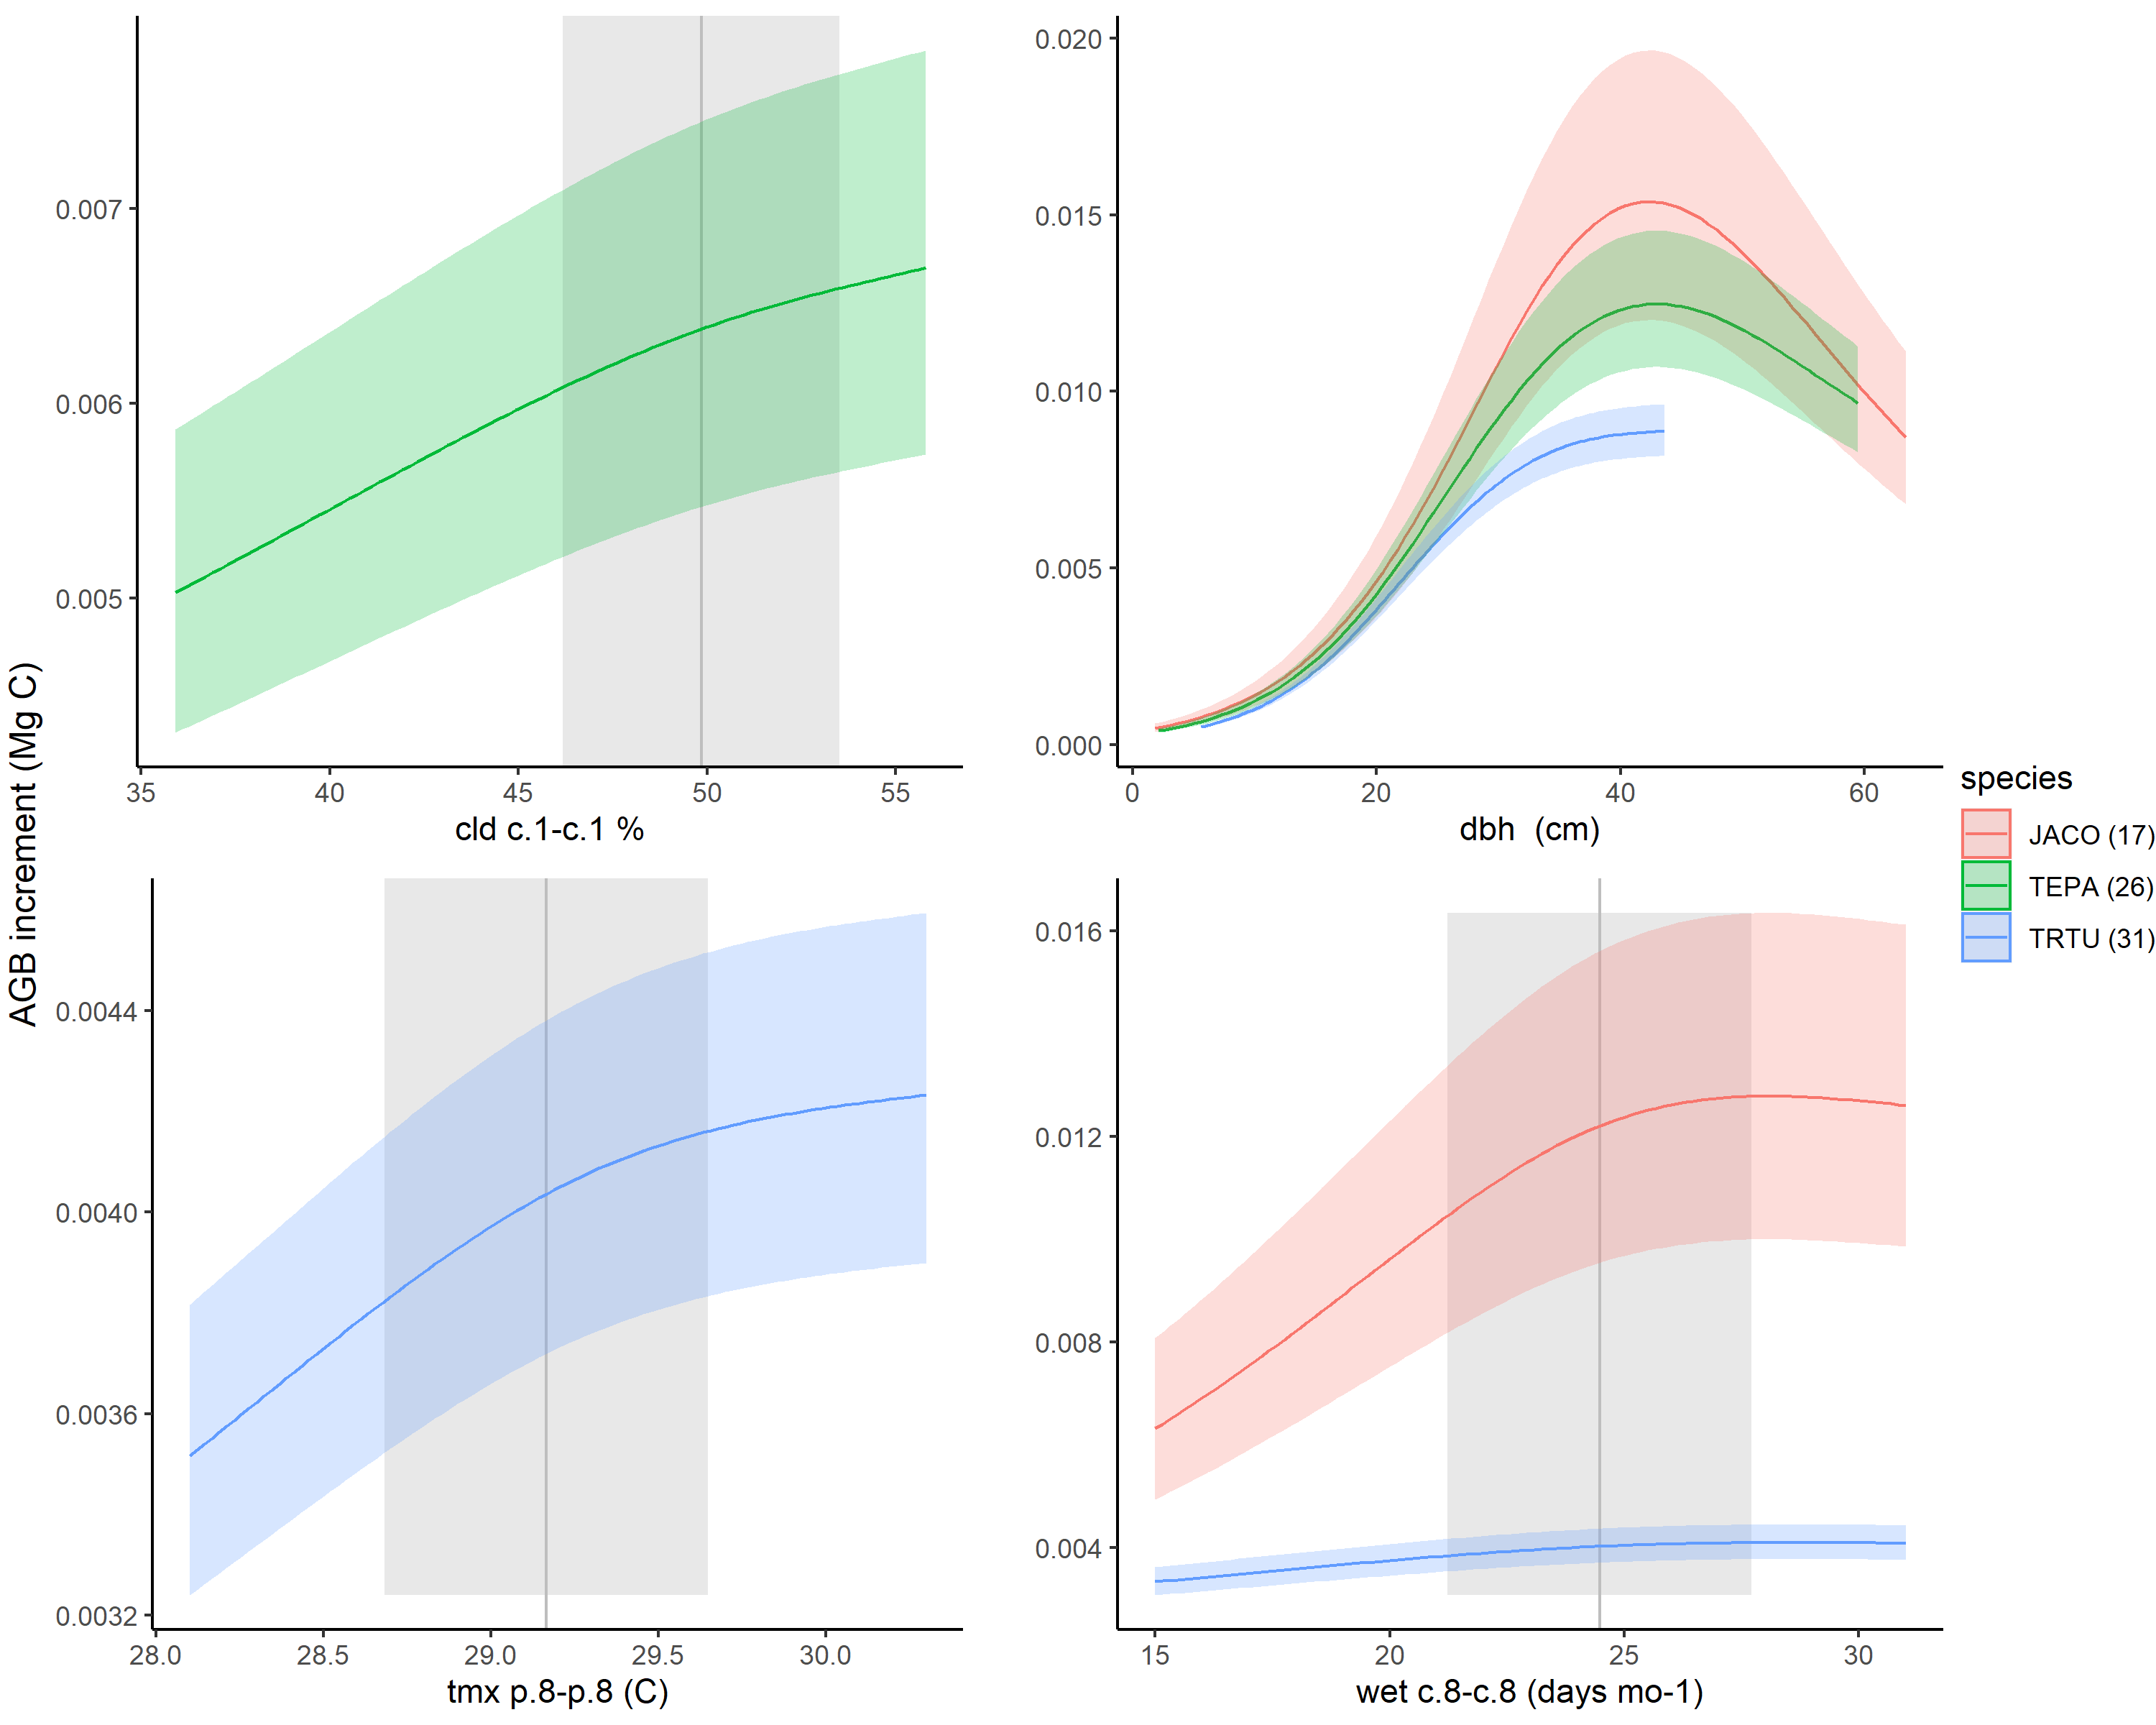 AGB increment (Mg C)
0.007
0.006
0.005
35 40 45 50 55
cld c.1-c.1 %
0.020
0.015
0.010
0.005
0.000
0 20 40 60
dbh  (cm)
0.0044
0.0040
0.0036
0.0032
28.0 28.5 29.0 29.5 30.0
tmx p.8-p.8 (C)
0.016
0.012
0.008
0.004
15 20 25 30
wet c.8-c.8 (days mo-1)
species
JACO (17)
TEPA (26)
TRTU (31)